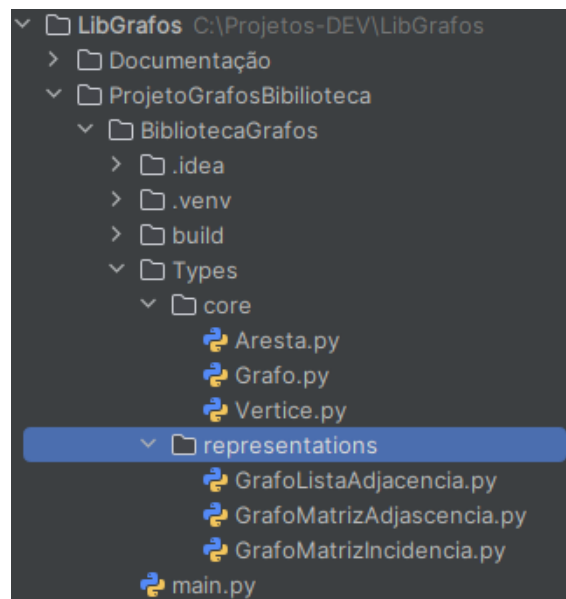 LibGrafos C:\Projetos-DEV\LibGrafos
Documentação
ProjetoGrafosBibilioteca
BibliotecaGrafos
.idea
.venv
build
Types
core
Aresta.py
Grafo.py
Vertice.py
representations
GrafoListaAdjacencia.py
GrafoMatrizAdjascencia.py
GrafoMatrizIncidencia.py
main.py